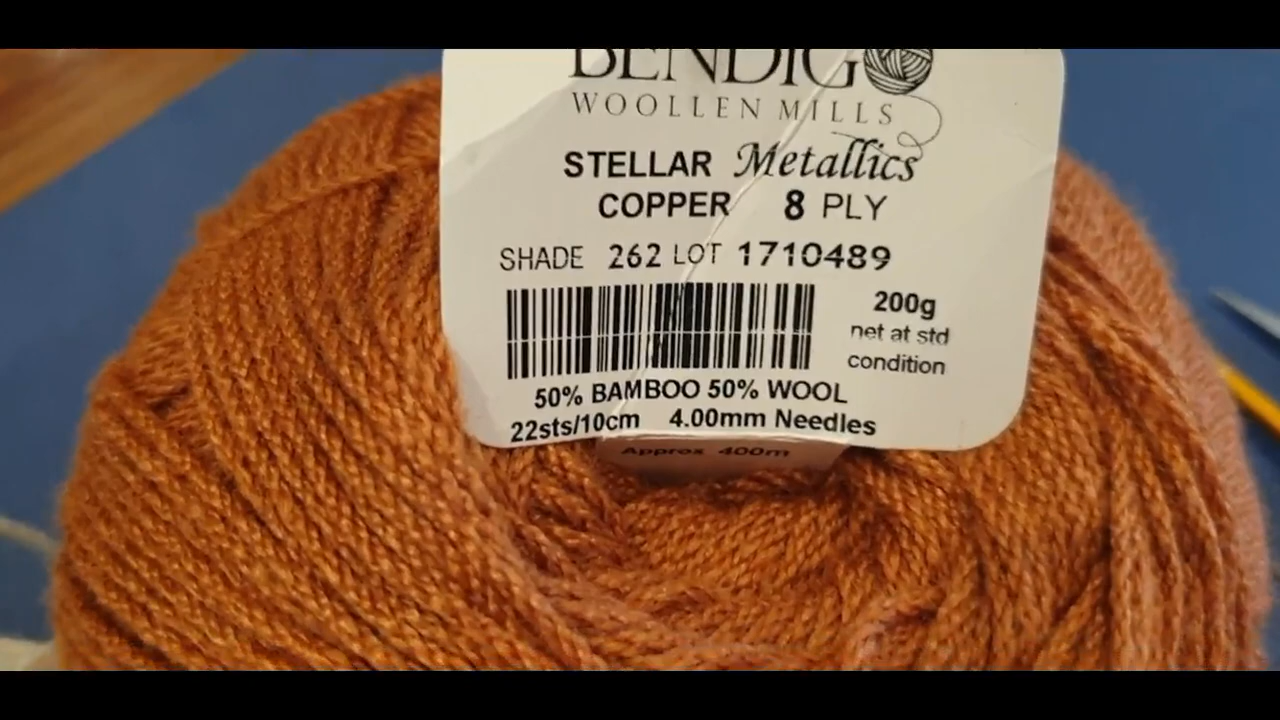 BENDIGO
WOOLLEN MILLS
STELLAR Metallics
COPPER 8 PLY
SHADE 262 LOT 1710489
200g
net at std
condition
50% BAMBOO 50% WOOL
22sts/10cm 4.00mm Needles
Approx 400m